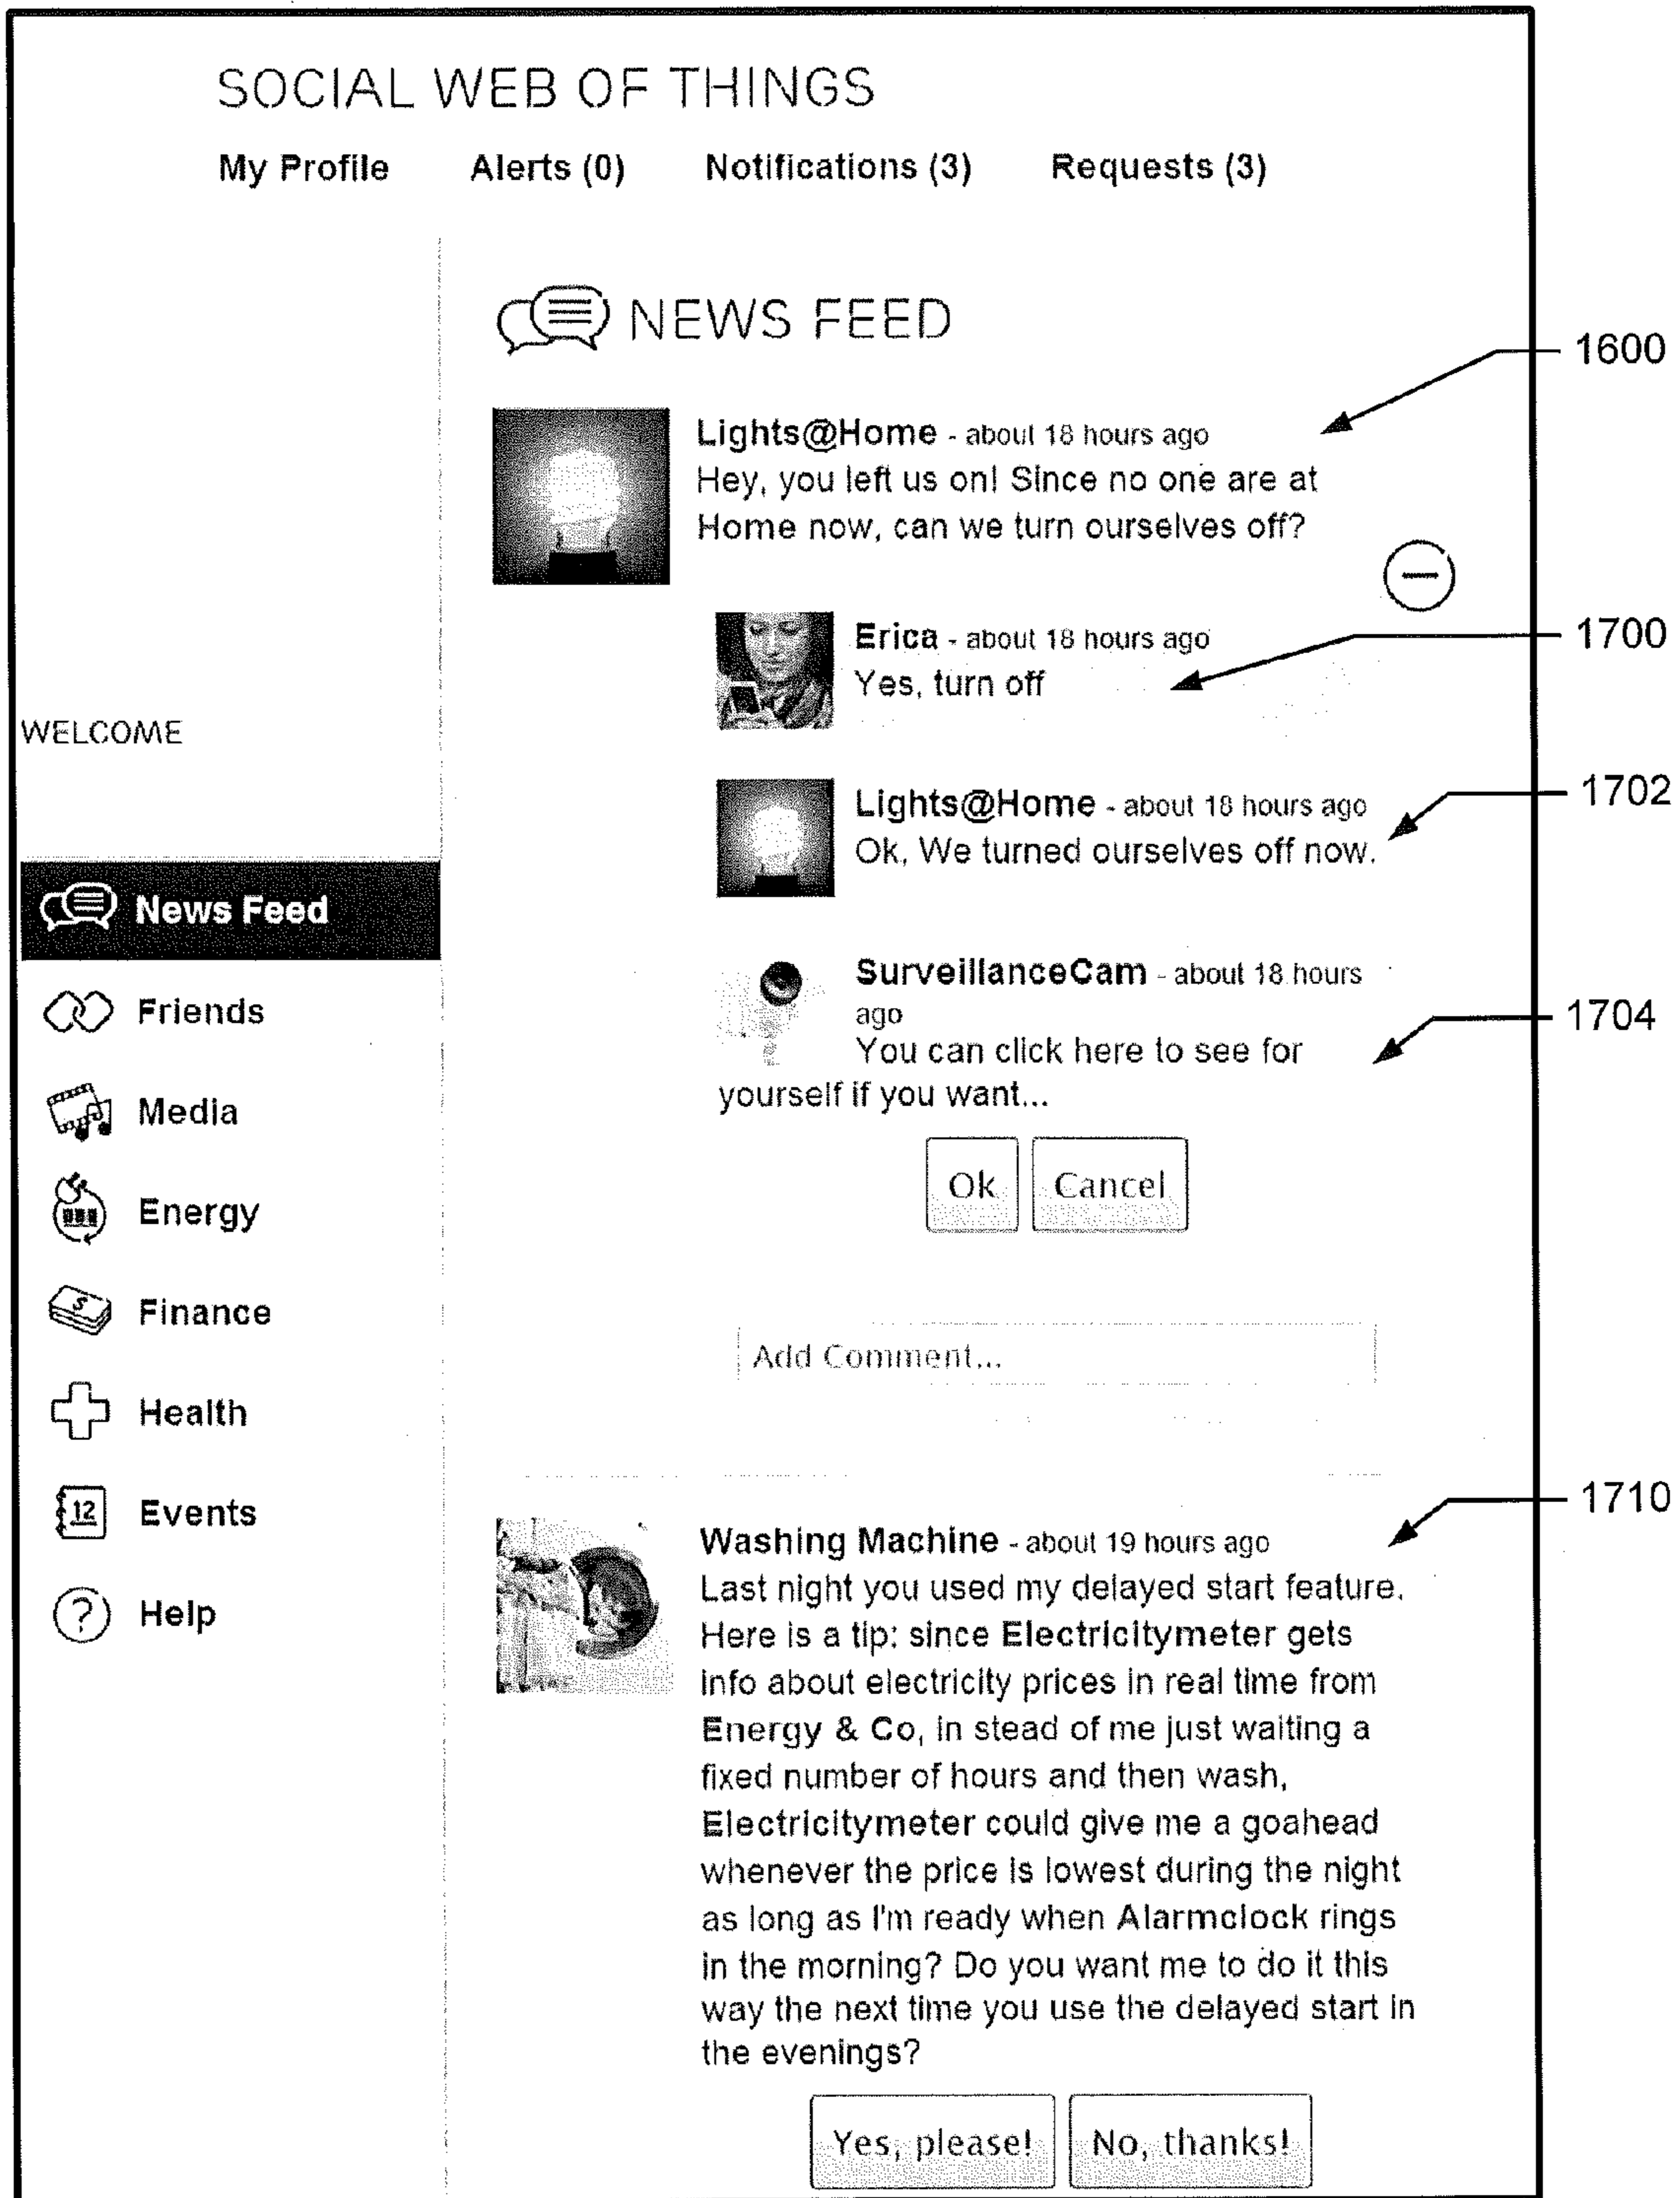 SOCIAL WEB OF THINGS
My Profile Alerts (0) Notifications (3) Requests (3)
NEWS FEED
1600
Lights@Home - about 18 hours ago
Hey, you left us on! Since no one are at
Home now, can we turn ourselves off?
Erica - about 18 hours ago
1700
Yes, turn off
WELCOME
Lights@Home - about 18 hours ago
1702
Ok, We turned ourselves off now.
News Feed
SurveillanceCam - about 18 hours
ago
1704
You can click here to see for
yourself if you want...
Ok Cancel
Friends
Media
Energy
Finance
Health
12 Events
? Help
Add Comment...
1710
Washing Machine - about 19 hours ago
Last night you used my delayed start feature.
Here is a tip: since Electricitymeter gets
info about electricity prices in real time from
Energy & Co, in stead of me just waiting a
fixed number of hours and then wash,
Electricitymeter could give me a goahead
whenever the price is lowest during the night
as long as I'm ready when Alarmclock rings
in the morning? Do you want me to do it this
way the next time you use the delayed start in
the evenings?
Yes, please! No, thanks!